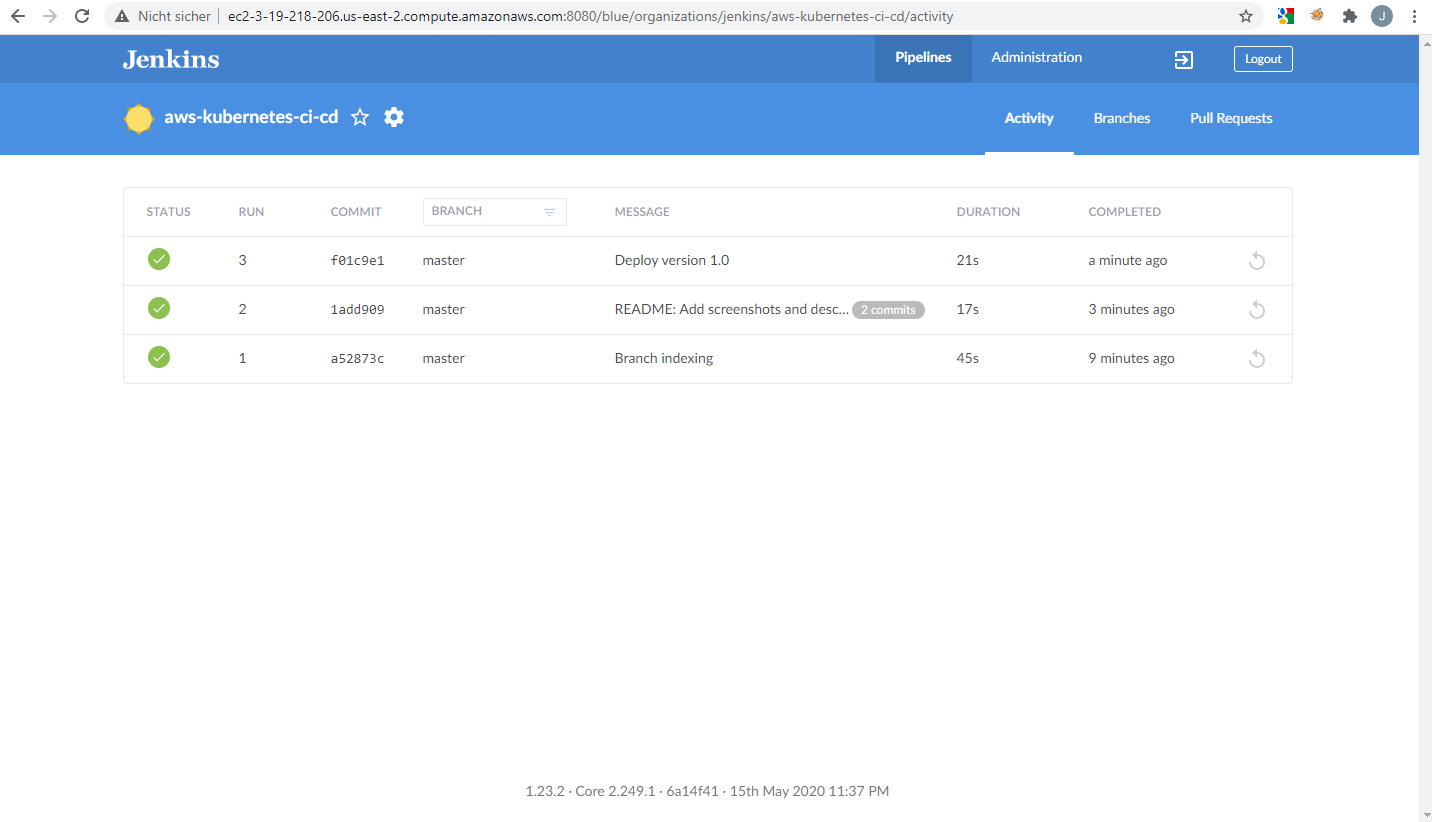 Nicht sicher ec2-3-19-218-206.us-east-2.compute.amazonaws.com:8080/blue/organizations/jenkins/aws-kubernetes-ci-cd/activity J
Jenkins Pipelines Administration Logout
aws-kubernetes-ci-cd Activity Branches Pull Requests
STATUS RUN COMMIT BRANCH MESSAGE DURATION COMPLETED
3 f01c9e1 master Deploy version 1.0 21s a minute ago
2 1add909 master README: Add screenshots and desc... 2 commits 17s 3 minutes ago
1 a52873c master Branch indexing 45s 9 minutes ago
1.23.2 · Core 2.249.1 · 6a14f41 · 15th May 2020 11:37 PM